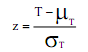 z = (T - μ_T) / σ_T